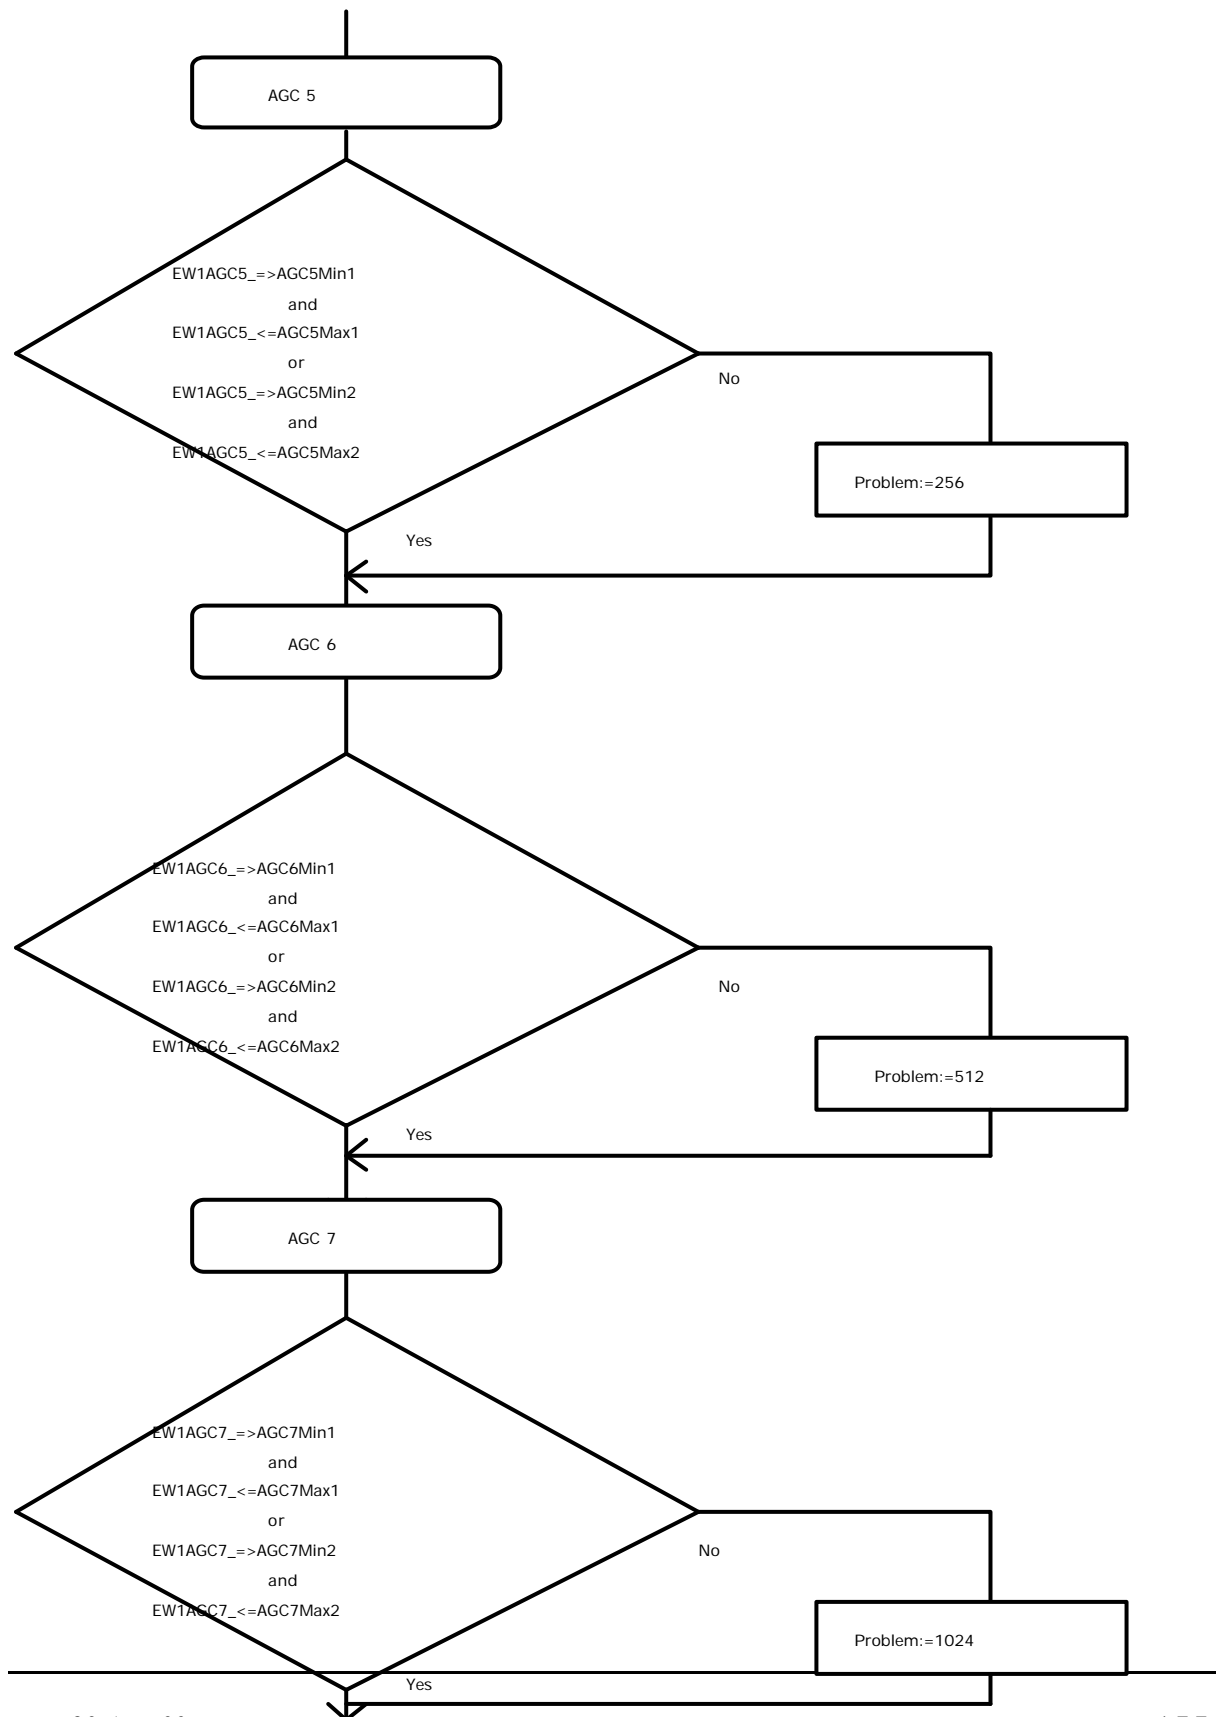 AGC 5
EW1AGC5_=>AGC5Min1
and
EW1AGC5_<=AGC5Max1
or
EW1AGC5_=>AGC5Min2
and
EW1AGC5_<=AGC5Max2
No
Problem:=256
Yes
AGC 6
EW1AGC6_=>AGC6Min1
and
EW1AGC6_<=AGC6Max1
or
EW1AGC6_=>AGC6Min2
and
EW1AGC6_<=AGC6Max2
No
Problem:=512
Yes
AGC 7
EW1AGC7_=>AGC7Min1
and
EW1AGC7_<=AGC7Max1
or
EW1AGC7_=>AGC7Min2
and
EW1AGC7_<=AGC7Max2
No
Problem:=1024
Yes